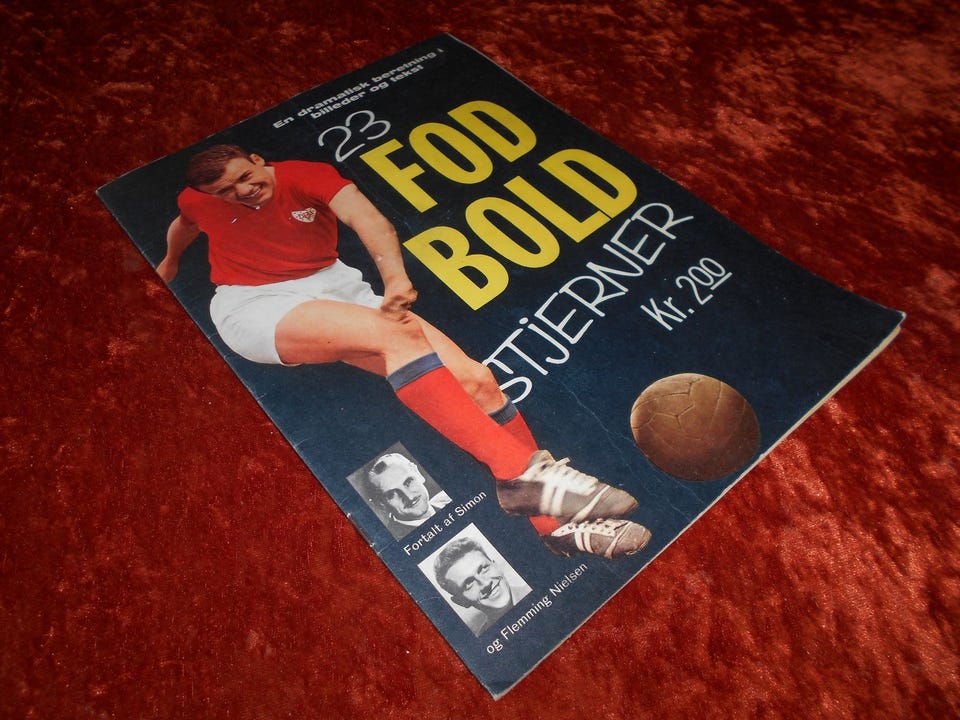 En dramatisk beretning i
billeder og tekst
23
FOD
BOLD
STJERNER
Kr. 2.00
Fortalt af Simon
og Flemming Nielsen